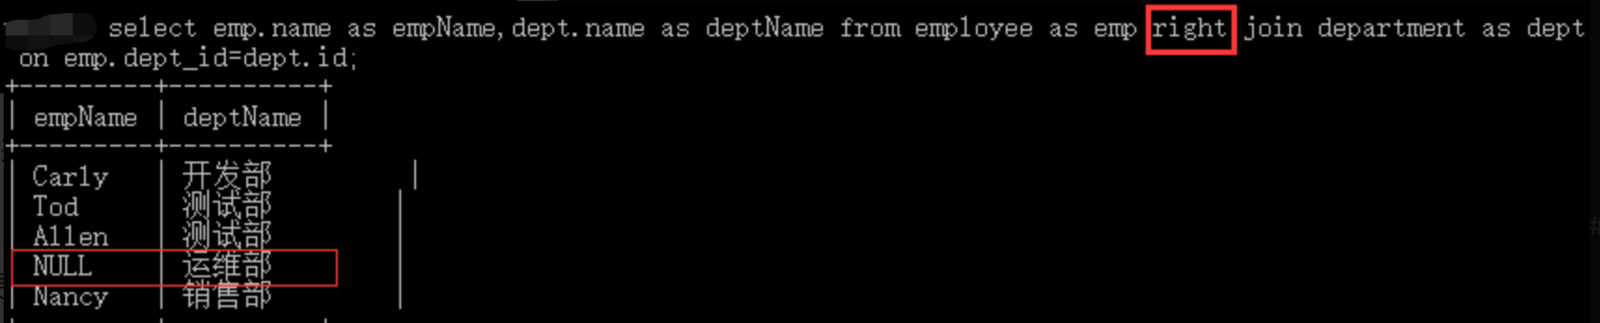 select emp.name as empName,dept.name as deptName from employee as emp right join department as dept
on emp.dept_id=dept.id;
+---------+----------+
| empName | deptName |
+---------+----------+
| Carly | 开发部 |
| Tod | 测试部 |
| Allen | 测试部 |
| NULL | 运维部 |
| Nancy | 销售部 |